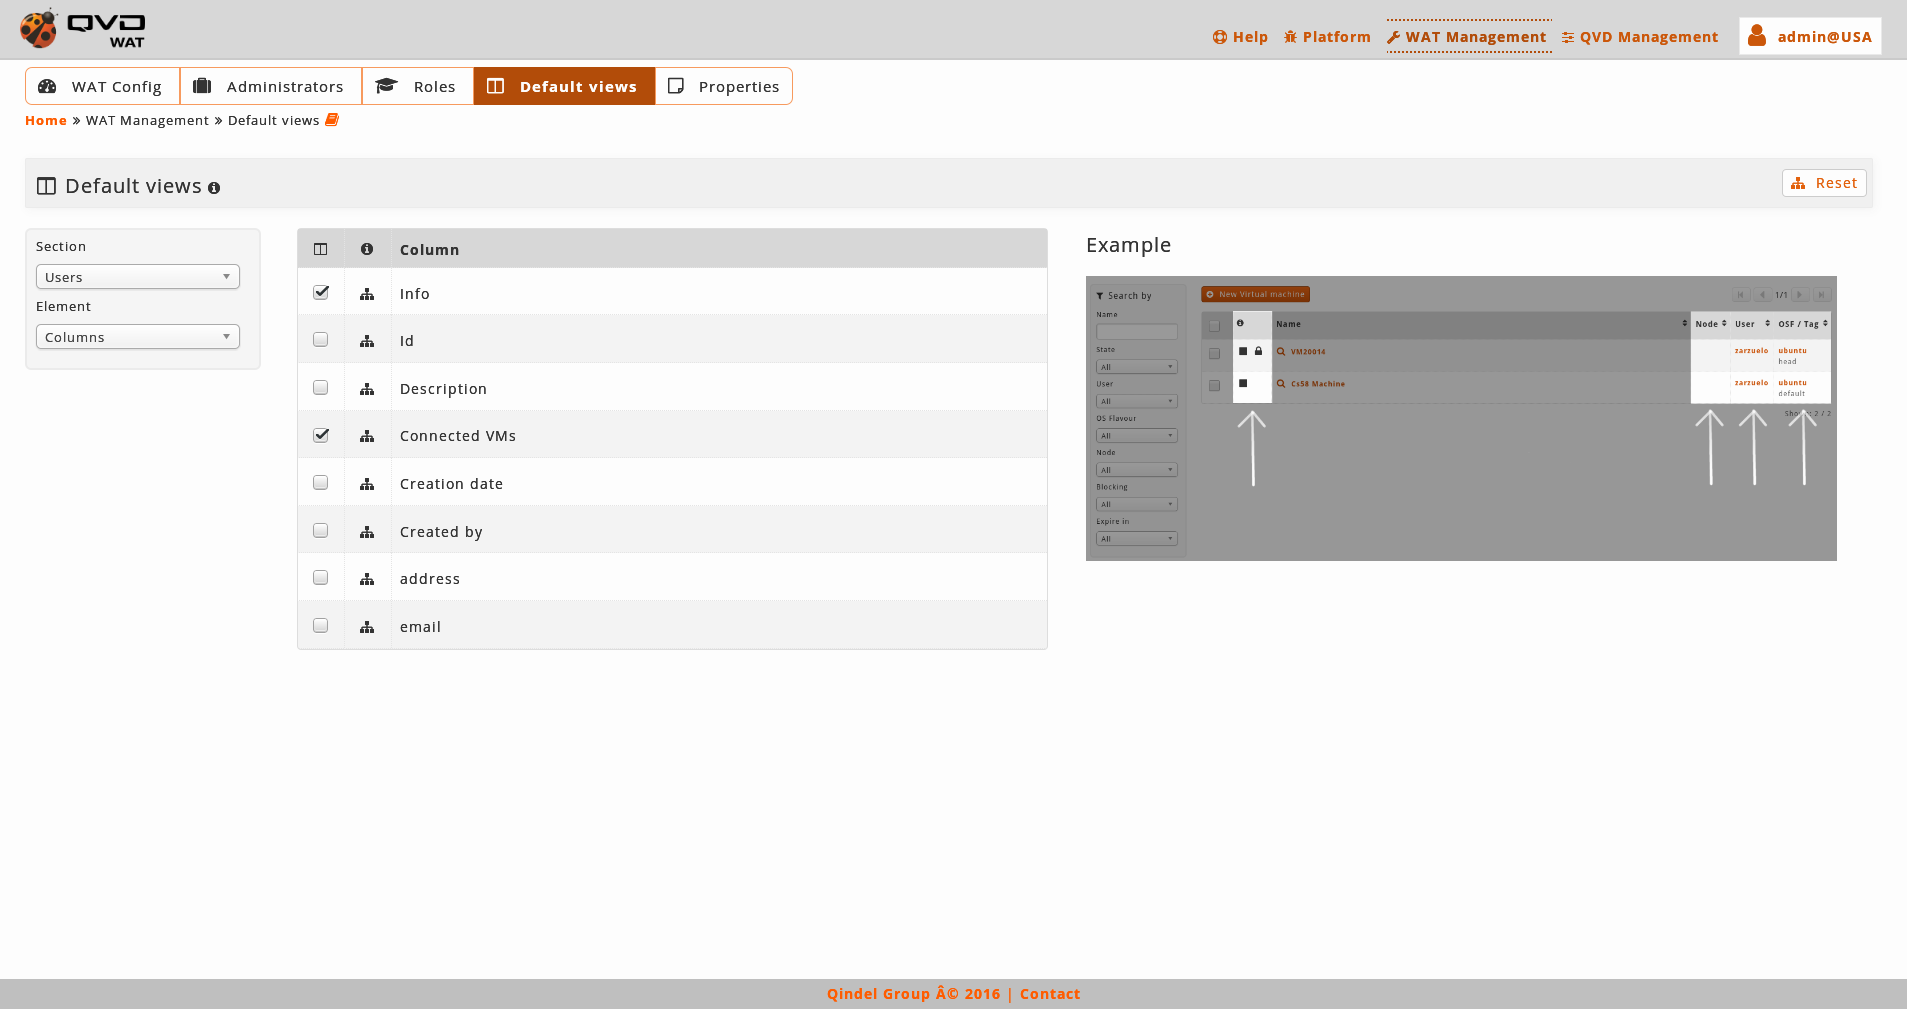 QVD
WAT
Help Platform WAT Management QVD Management admin@USA
WAT Config Administrators Roles Default views Properties
Home » WAT Management » Default views
Default views
Reset
Section
Users
Element
Columns
Column
Info
Id
Description
Connected VMs
Creation date
Created by
address
email
Example
Search by
Name
State
All
User
All
OS Flavour
All
Node
All
Blocking
All
Expire in
All
New Virtual machine
1/1
Name Node User OSF / Tag
VM20014 zarzuelo ubuntu
head
Cs58 Machine zarzuelo ubuntu
default
2 / 2
Qindel Group Â© 2016 | Contact